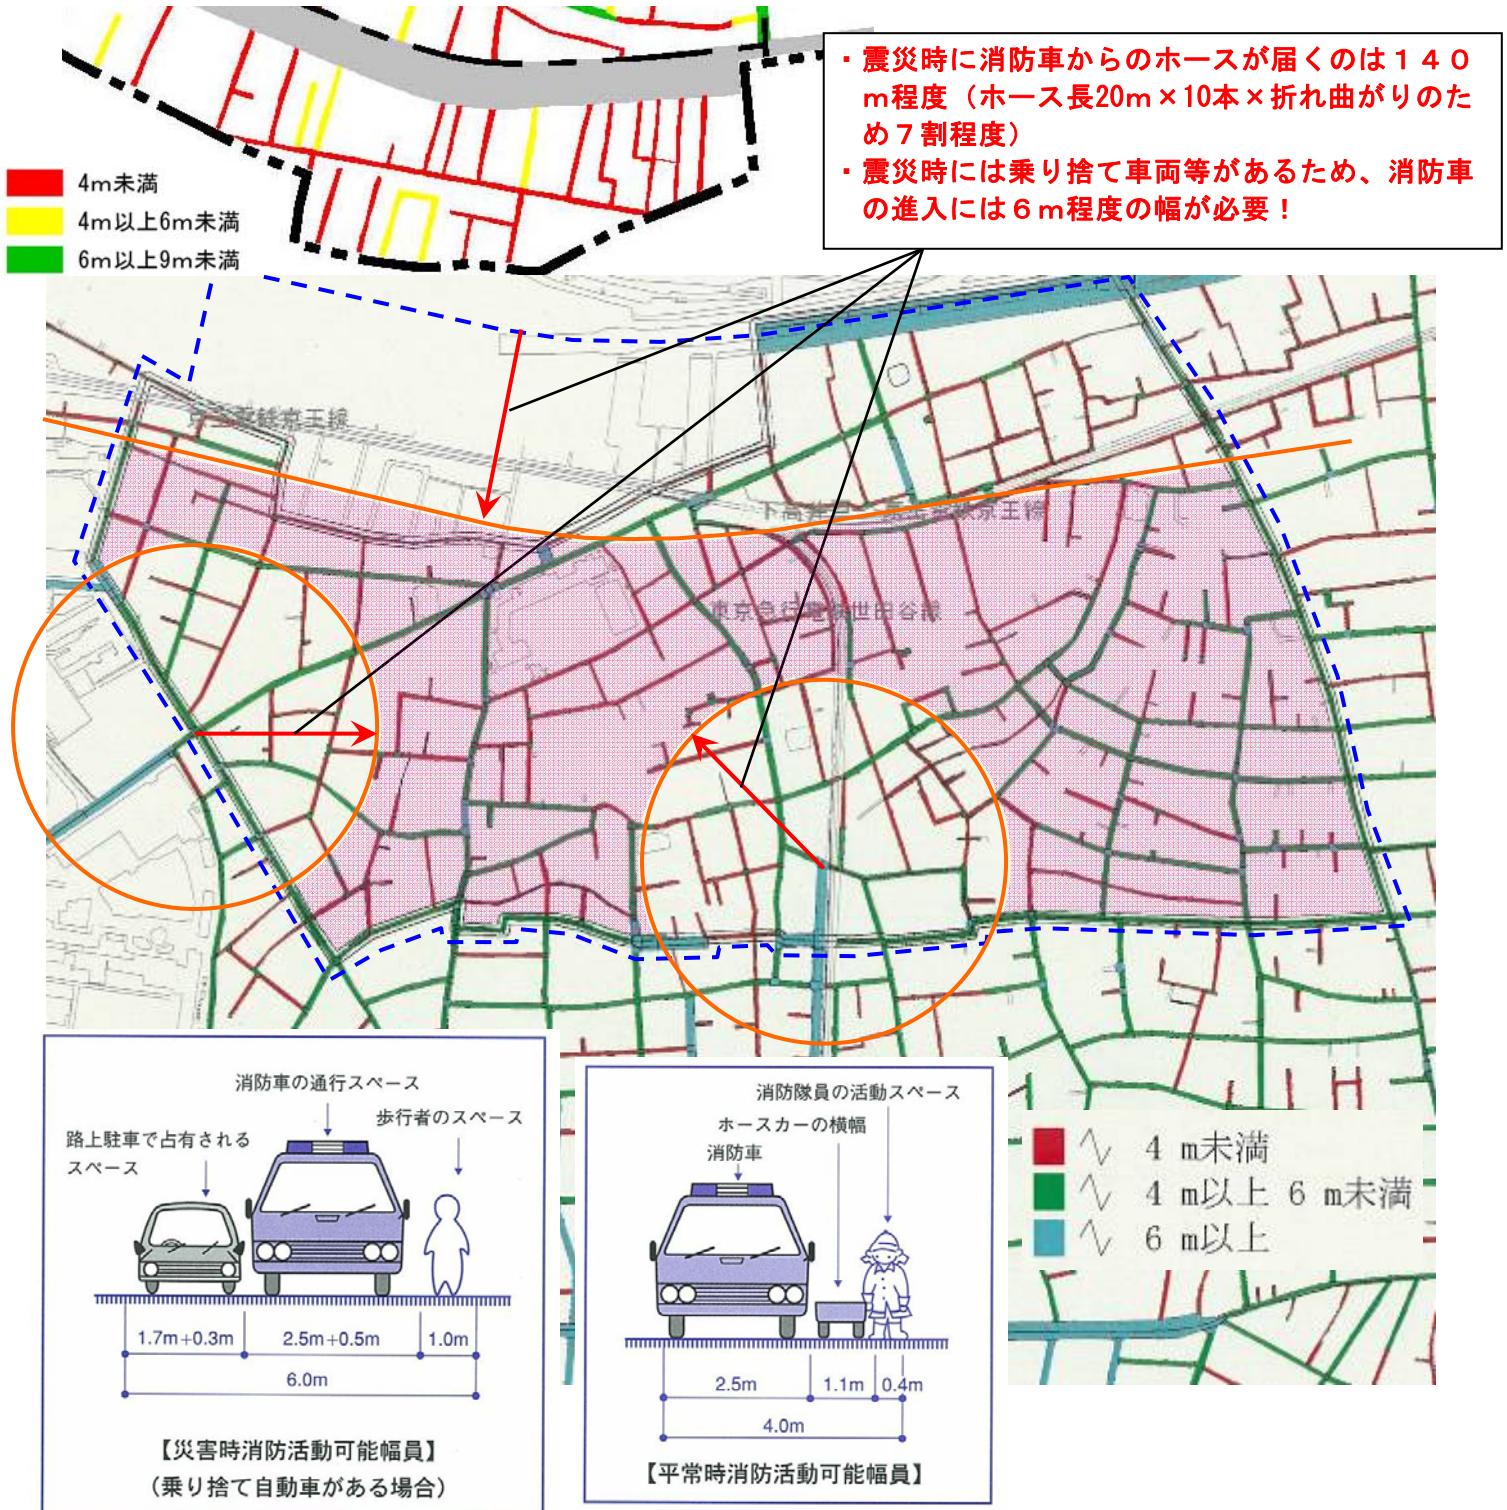 ・震災時に消防車からのホースが届くのは１４０
ｍ程度（ホース長20ｍ×10本×折れ曲がりのた
め７割程度）
・震災時には乗り捨て車両等があるため、消防車
の進入には６ｍ程度の幅が必要！
4m未満
4m以上6m未満
6m以上9m未満
東京急行電鉄世田谷線
消防車の通行スペース
歩行者のスペース
路上駐車で占有される
スペース
1.7m+0.3m
2.5m+0.5m
1.0m
6.0m
【災害時消防活動可能幅員】
（乗り捨て自動車がある場合）
消防隊員の活動スペース
ホースカーの横幅
消防車
2.5m
1.1m
0.4m
4.0m
【平常時消防活動可能幅員】
4 m未満
4 m以上 6 m未満
6 m以上